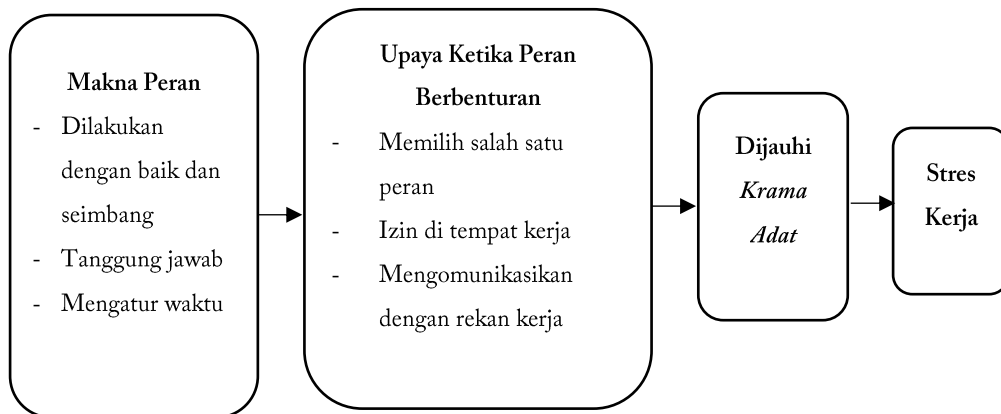 Makna Peran
- Dilakukan
dengan baik dan
seimbang
- Tanggung jawab
- Mengatur waktu
Upaya Ketika Peran
Berbenturan
- Memilih salah satu
peran
- Izin di tempat kerja
- Mengomunikasikan
dengan rekan kerja
Dijauhi
Krama
Adat
Stres
Kerja